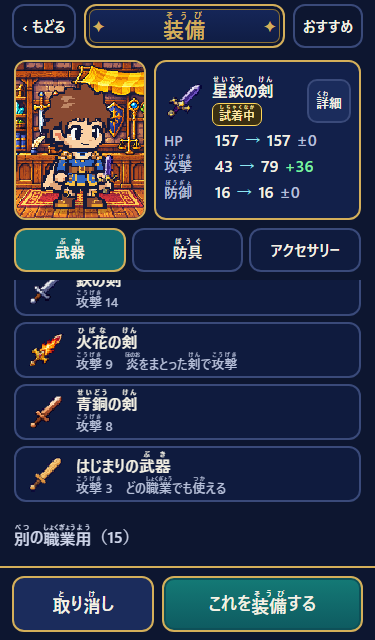 ‹ もどる
装備
おすすめ
星鉄の剣
試着中
詳細
HP 157 → 157 ±0
攻撃 43 → 79 +36
防御 16 → 16 ±0
武器
防具
アクセサリー
鉄の剣
攻撃 14
火花の剣
攻撃 9 炎をまとった剣で攻撃
青銅の剣
攻撃 8
はじまりの武器
攻撃 3 どの職業でも使える
別の職業用（15）
取り消し
これを装備する